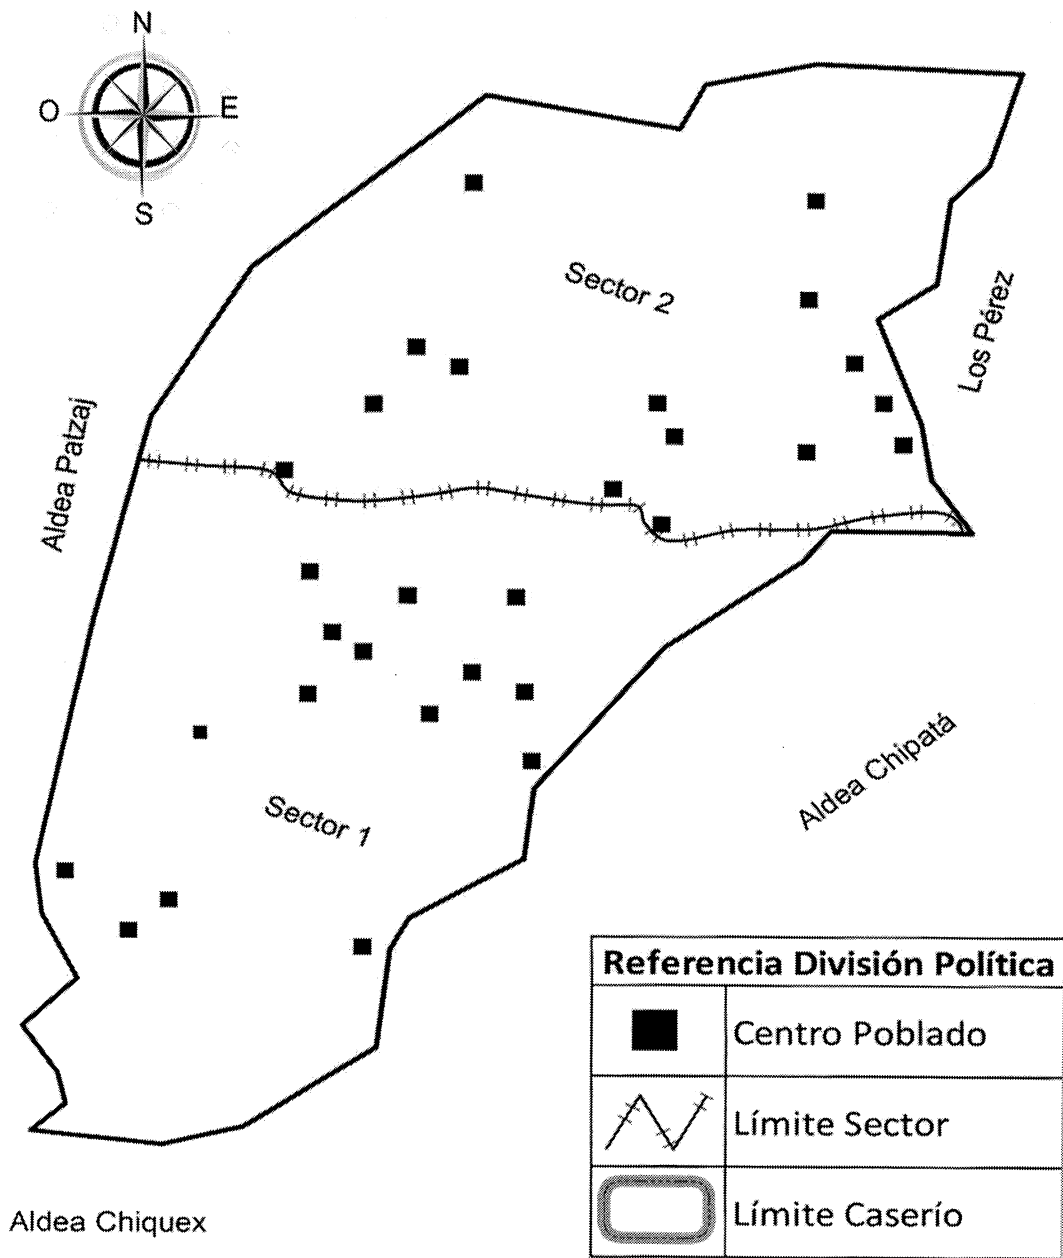 N
O
E
S
Sector 2
Los Pérez
Aldea Patzaj
Aldea Chipatá
Sector 1
Referencia División Política
Centro Poblado
Límite Sector
Límite Caserío
Aldea Chiquex